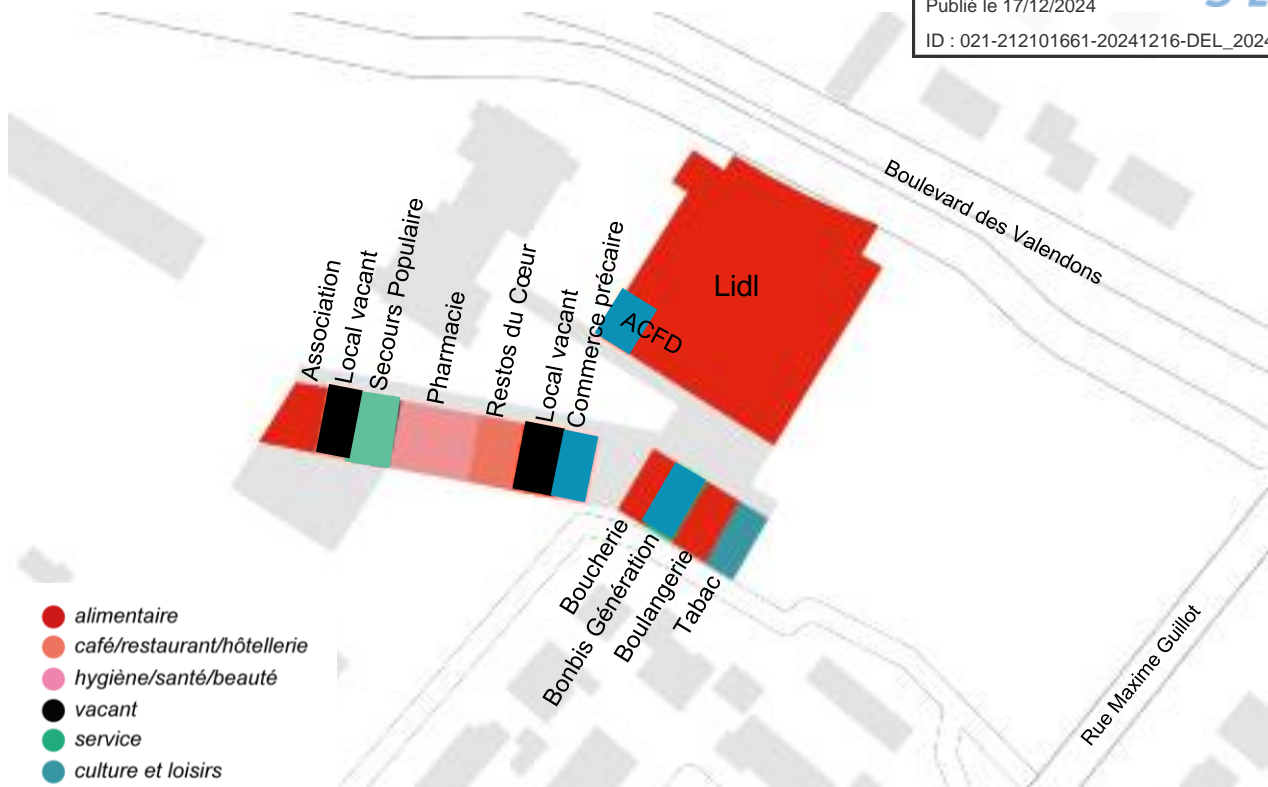 Publié le 17/12/2024
ID : 021-212101661-20241216-DEL_2024
Boulevard des Valendons
Lidl
ACFD
Association
Local vacant
Secours Populaire
Pharmacie
Restos du Cœur
Local vacant
Commerce précaire
Boucherie
Bonbis Génération
Boulangerie
Tabac
Rue Maxime Guillot
alimentaire
café/restaurant/hôtellerie
hygiène/santé/beauté
vacant
service
culture et loisirs